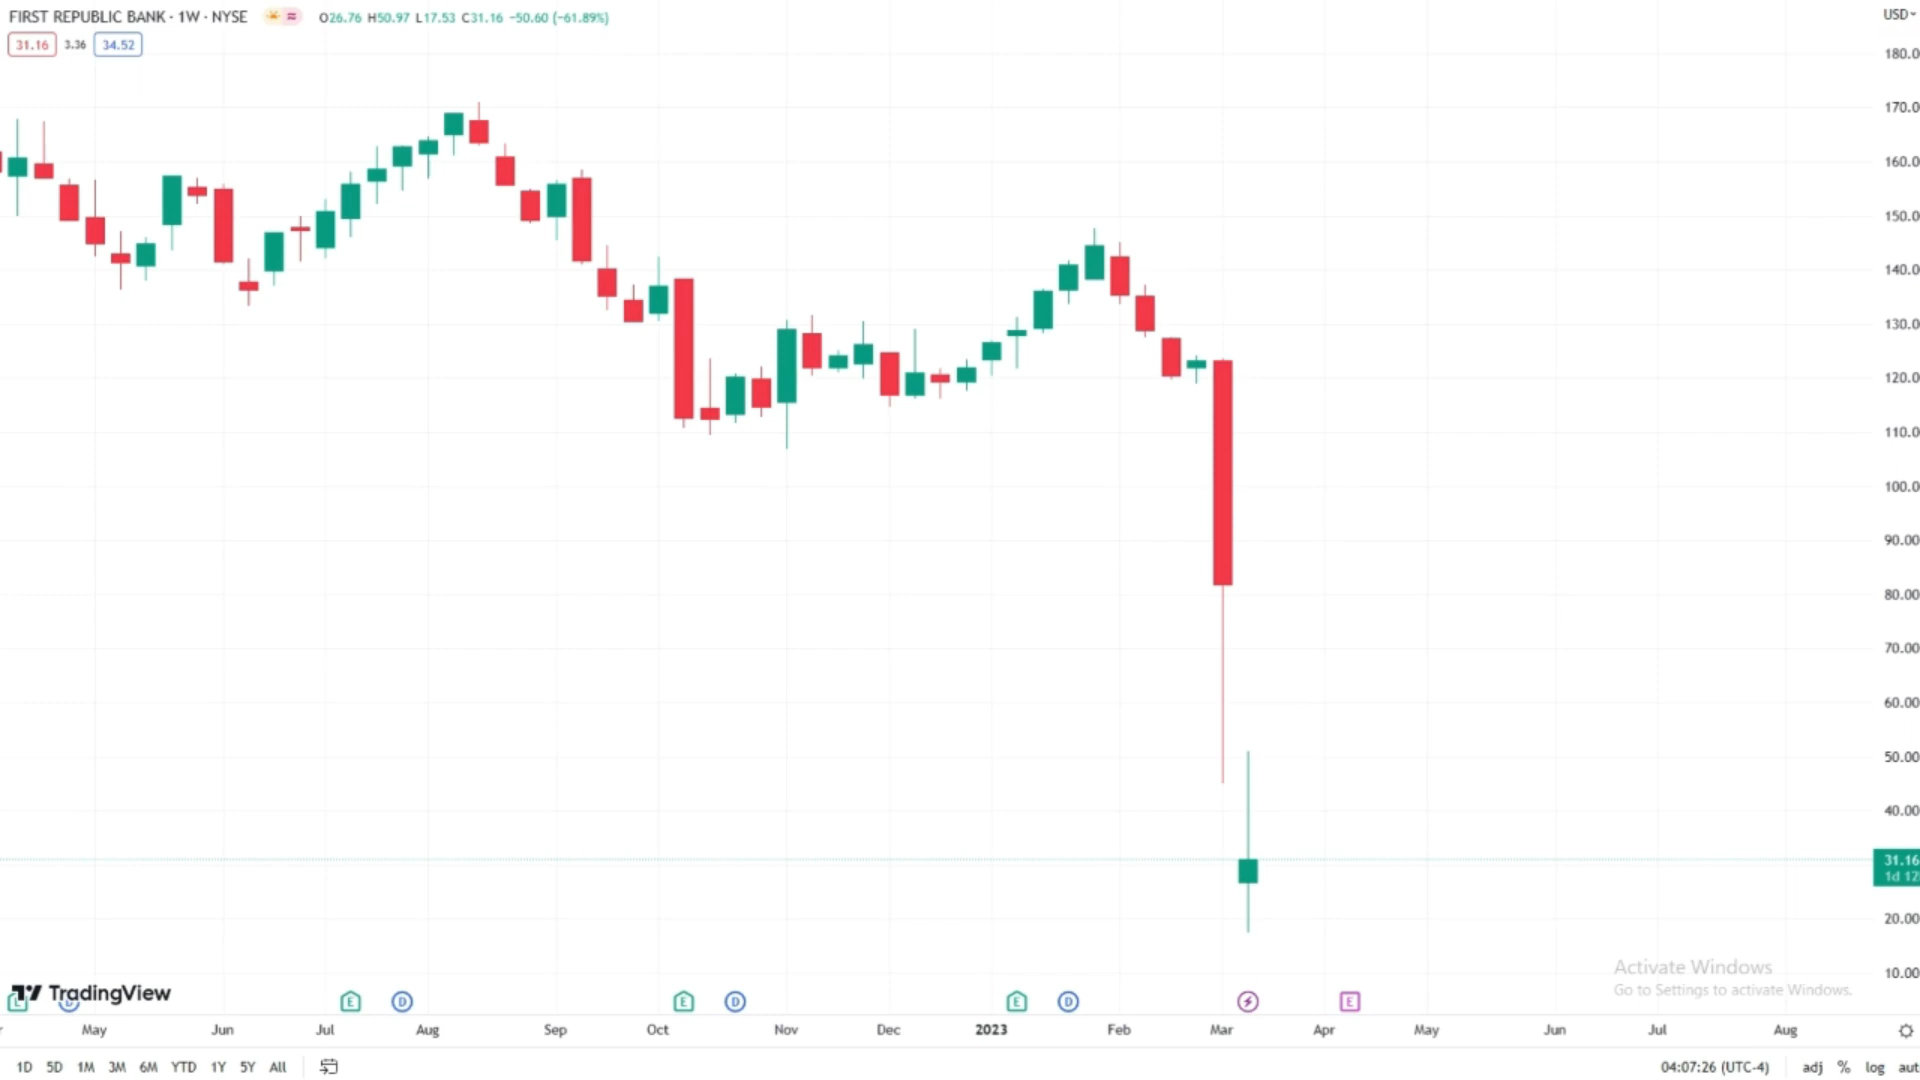 FIRST REPUBLIC BANK · 1W · NYSE O26.76 H50.97 L17.53 C31.16 −50.60 (−61.89%)
USD
31.16 3.36 34.52
180.0
170.0
160.0
150.0
140.0
130.0
120.0
110.0
100.0
90.00
80.00
70.00
60.00
50.00
40.00
31.16
1d 12
20.00
10.00
Activate Windows
Go to Settings to activate Windows.
TradingView
E D E D E D E
May Jun Jul Aug Sep Oct Nov Dec 2023 Feb Mar Apr May Jun Jul Aug
1D 5D 1M 3M 6M YTD 1Y 5Y All 04:07:26 (UTC-4) adj % log aut